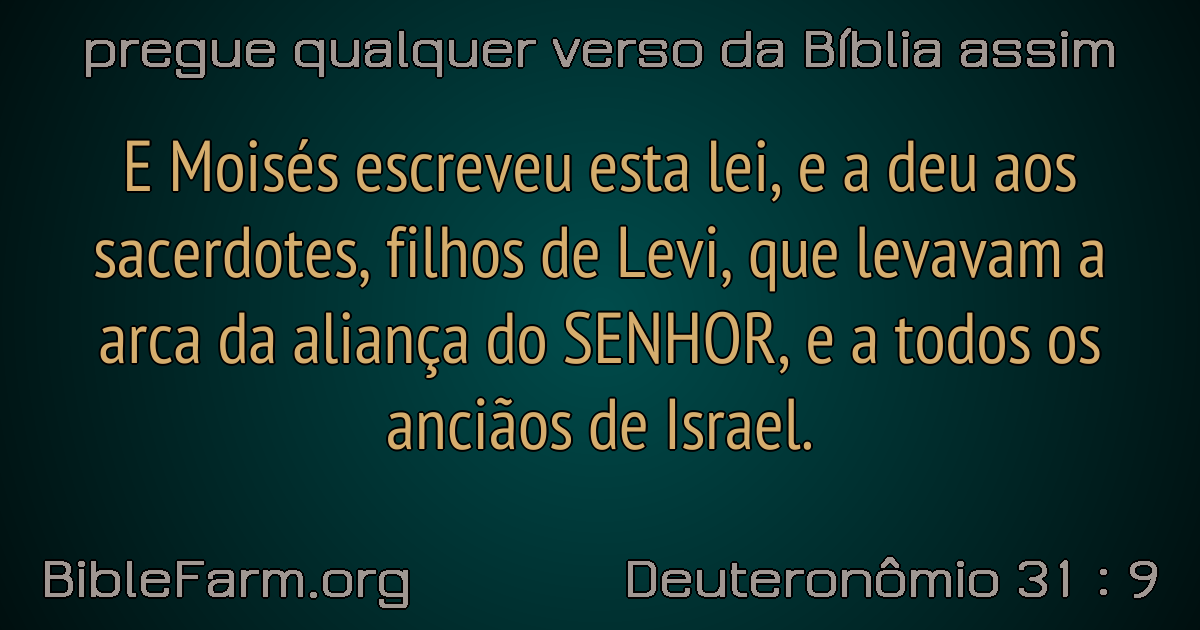 pregue qualquer verso da Bíblia assim
E Moisés escreveu esta lei, e a deu aos
sacerdotes, filhos de Levi, que levavam a
arca da aliança do SENHOR, e a todos os
anciãos de Israel.
BibleFarm.org
Deuteronômio 31 : 9